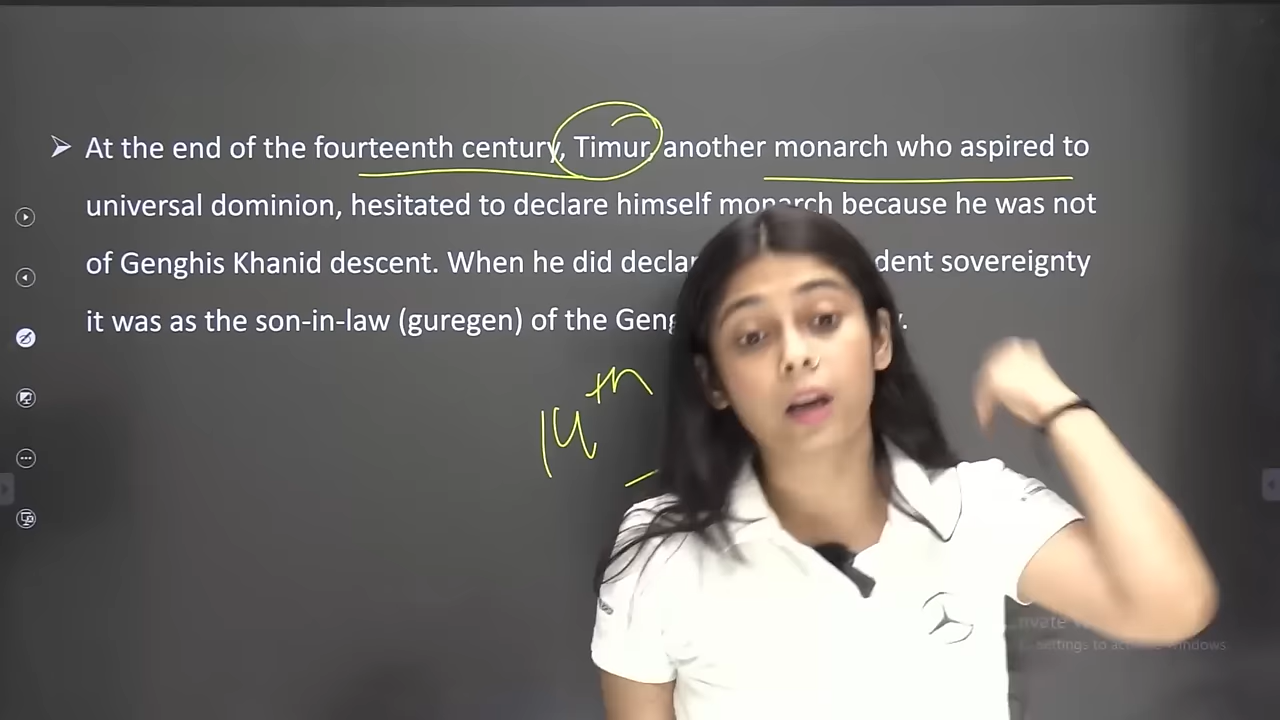 At the end of the fourteenth century, Timur, another monarch who aspired to
universal dominion, hesitated to declare himself monarch because he was not
of Genghis Khanid descent. When he did dent sovereignty
it was as the son-in-law (guregen) of the
14th
settings to